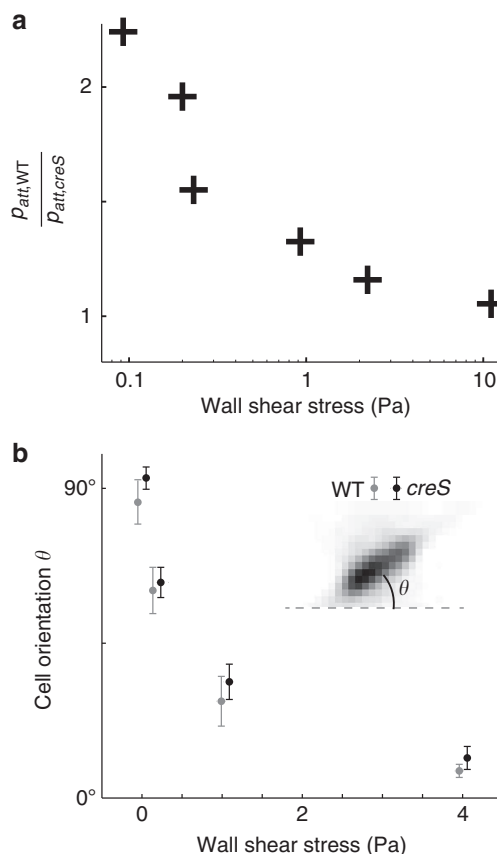 a
2
p_att,WT
p_att,creS
1
0.1 1 10
Wall shear stress (Pa)
b
90°
WT creS
θ
Cell orientation θ
0°
0 2 4
Wall shear stress (Pa)